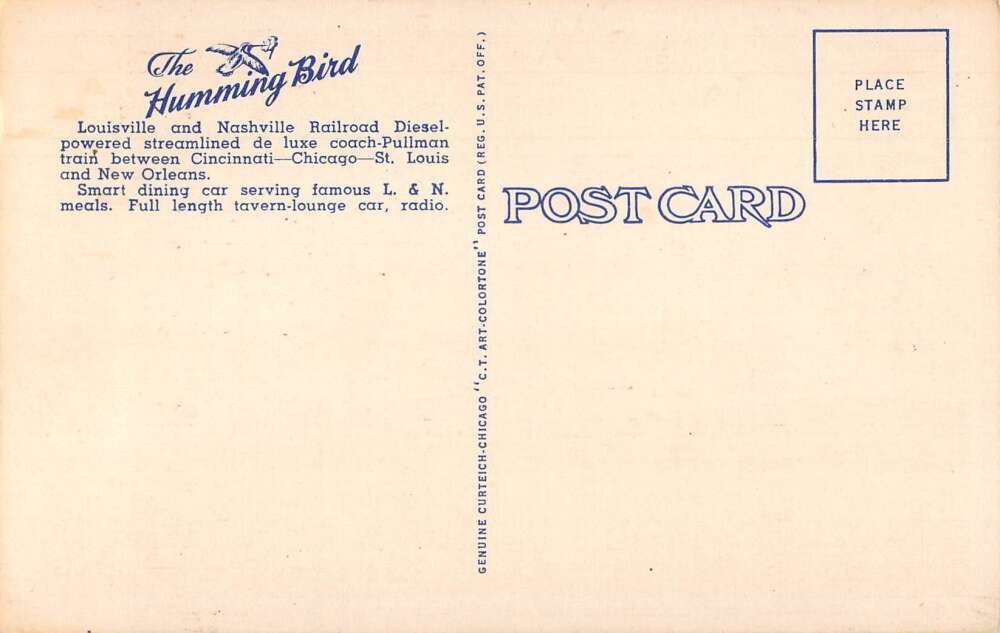 The
Humming Bird
Louisville and Nashville Railroad Diesel-
powered streamlined de luxe coach-Pullman
train between Cincinnati—Chicago—St. Louis
and New Orleans.
Smart dining car serving famous L. & N.
meals. Full length tavern-lounge car, radio.
GENUINE CURTEICH-CHICAGO "C.T. ART-COLORTONE" POST CARD (REG. U.S. PAT. OFF.)
POST CARD
PLACE
STAMP
HERE